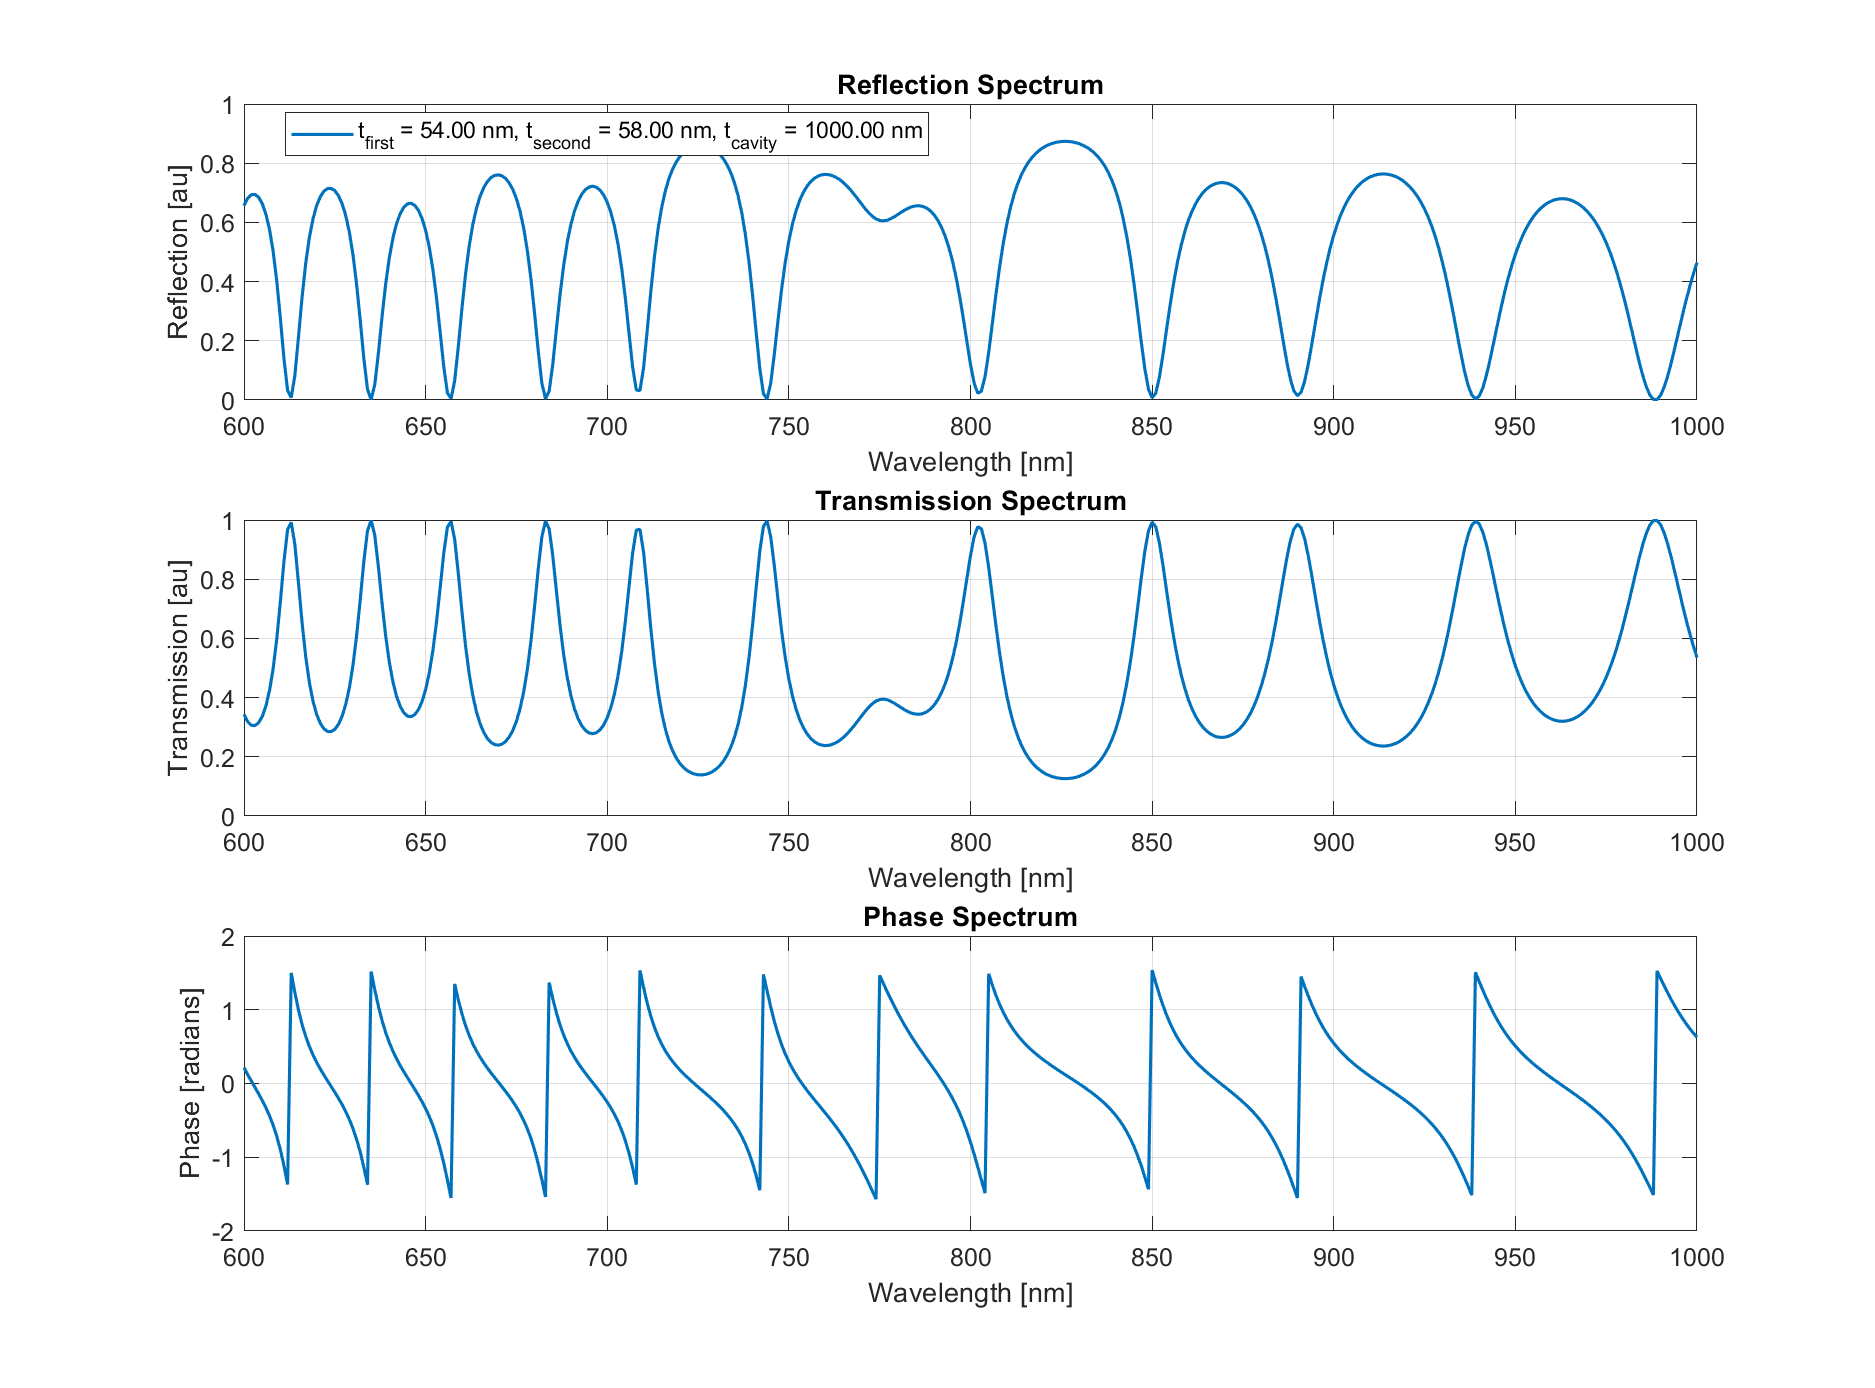 Reflection Spectrum
t_first = 54.00 nm, t_second = 58.00 nm, t_cavity = 1000.00 nm
Reflection [au]
1
0.8
0.6
0.4
0.2
0
600 650 700 750 800 850 900 950 1000
Wavelength [nm]
Transmission Spectrum
Transmission [au]
1
0.8
0.6
0.4
0.2
0
600 650 700 750 800 850 900 950 1000
Wavelength [nm]
Phase Spectrum
Phase [radians]
2
1
0
-1
-2
600 650 700 750 800 850 900 950 1000
Wavelength [nm]